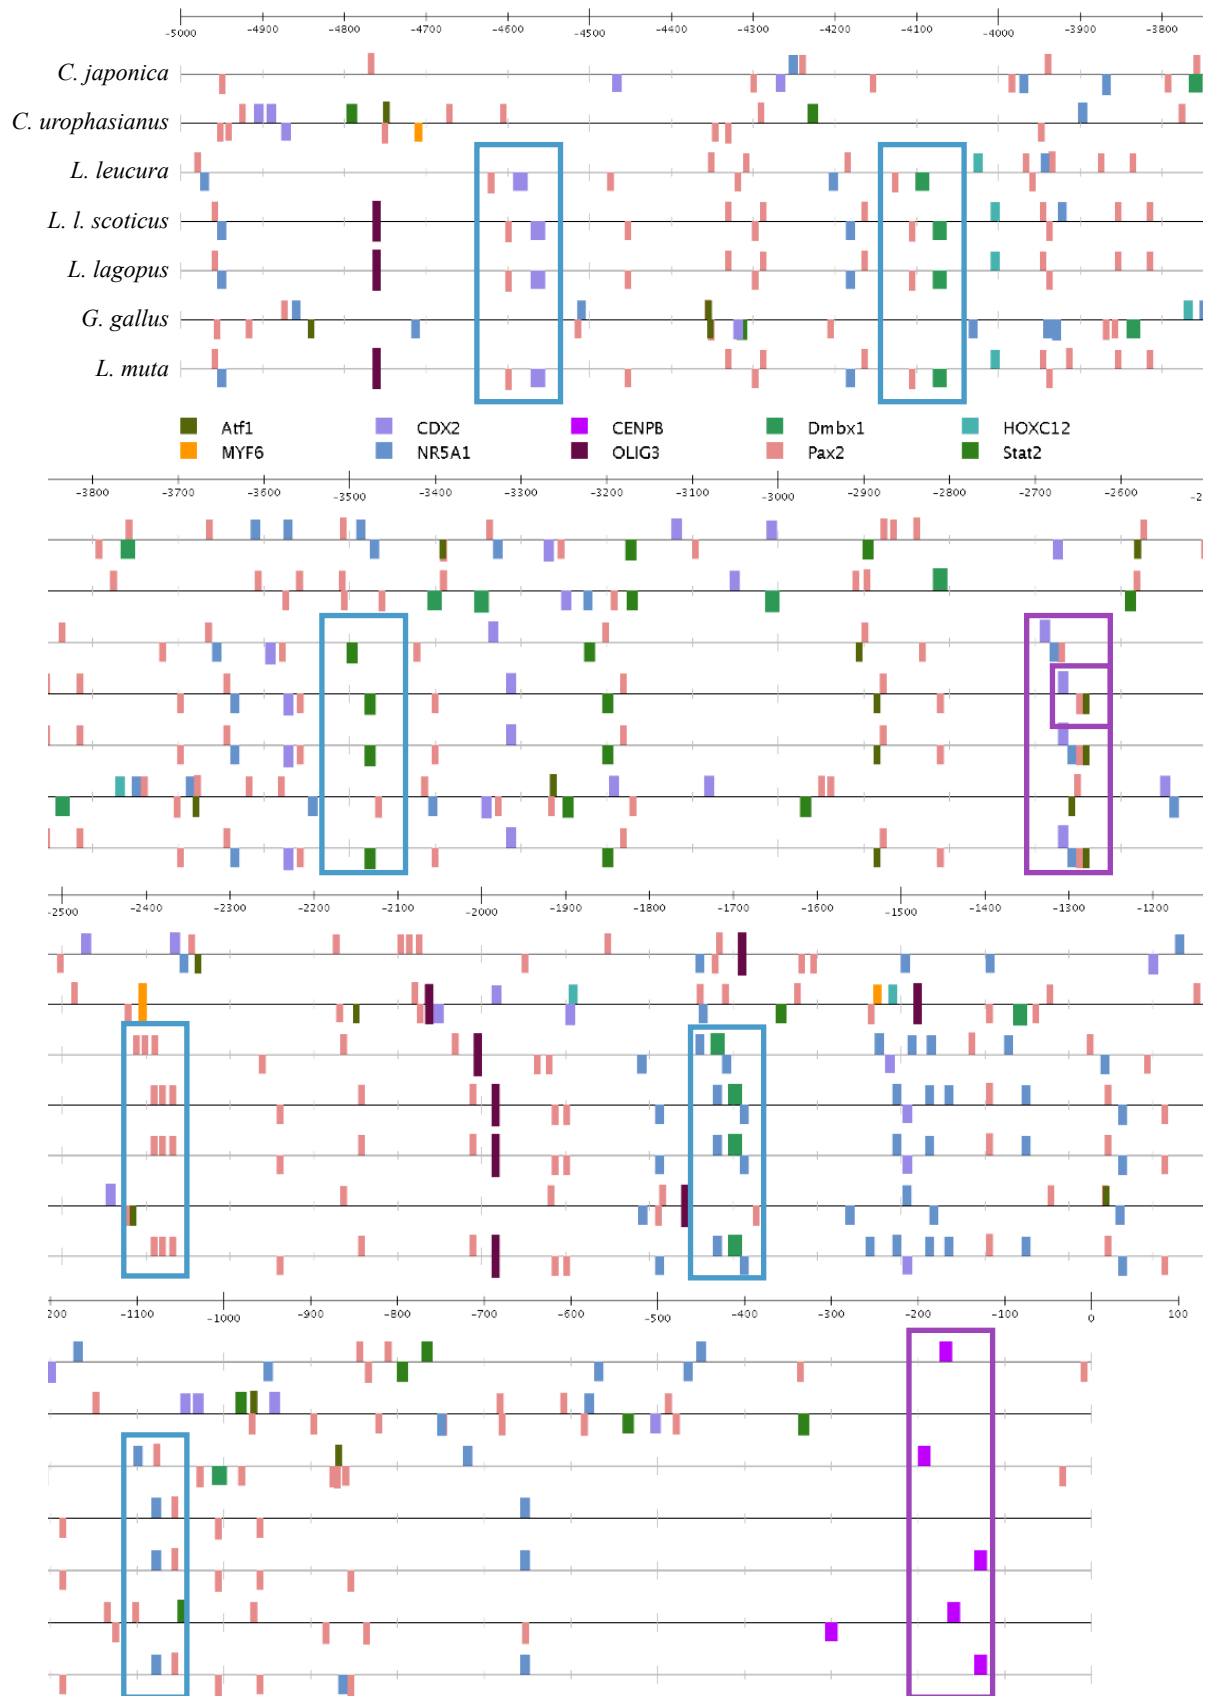 -5000 -4900 -4800 -4700 -4600 -4500 -4400 -4300 -4200 -4100 -4000 -3900 -3800
C. japonica
C. urophasianus
L. leucura
L. l. scoticus
L. lagopus
G. gallus
L. muta
Atf1 CDX2 CENPB Dmbx1 HOXC12
MYF6 NR5A1 OLIG3 Pax2 Stat2
-3800 -3700 -3600 -3500 -3400 -3300 -3200 -3100 -3000 -2900 -2800 -2700 -2600 -2
-2500 -2400 -2300 -2200 -2100 -2000 -1900 -1800 -1700 -1600 -1500 -1400 -1300 -1200
200 -1100 -1000 -900 -800 -700 -600 -500 -400 -300 -200 -100 0 100